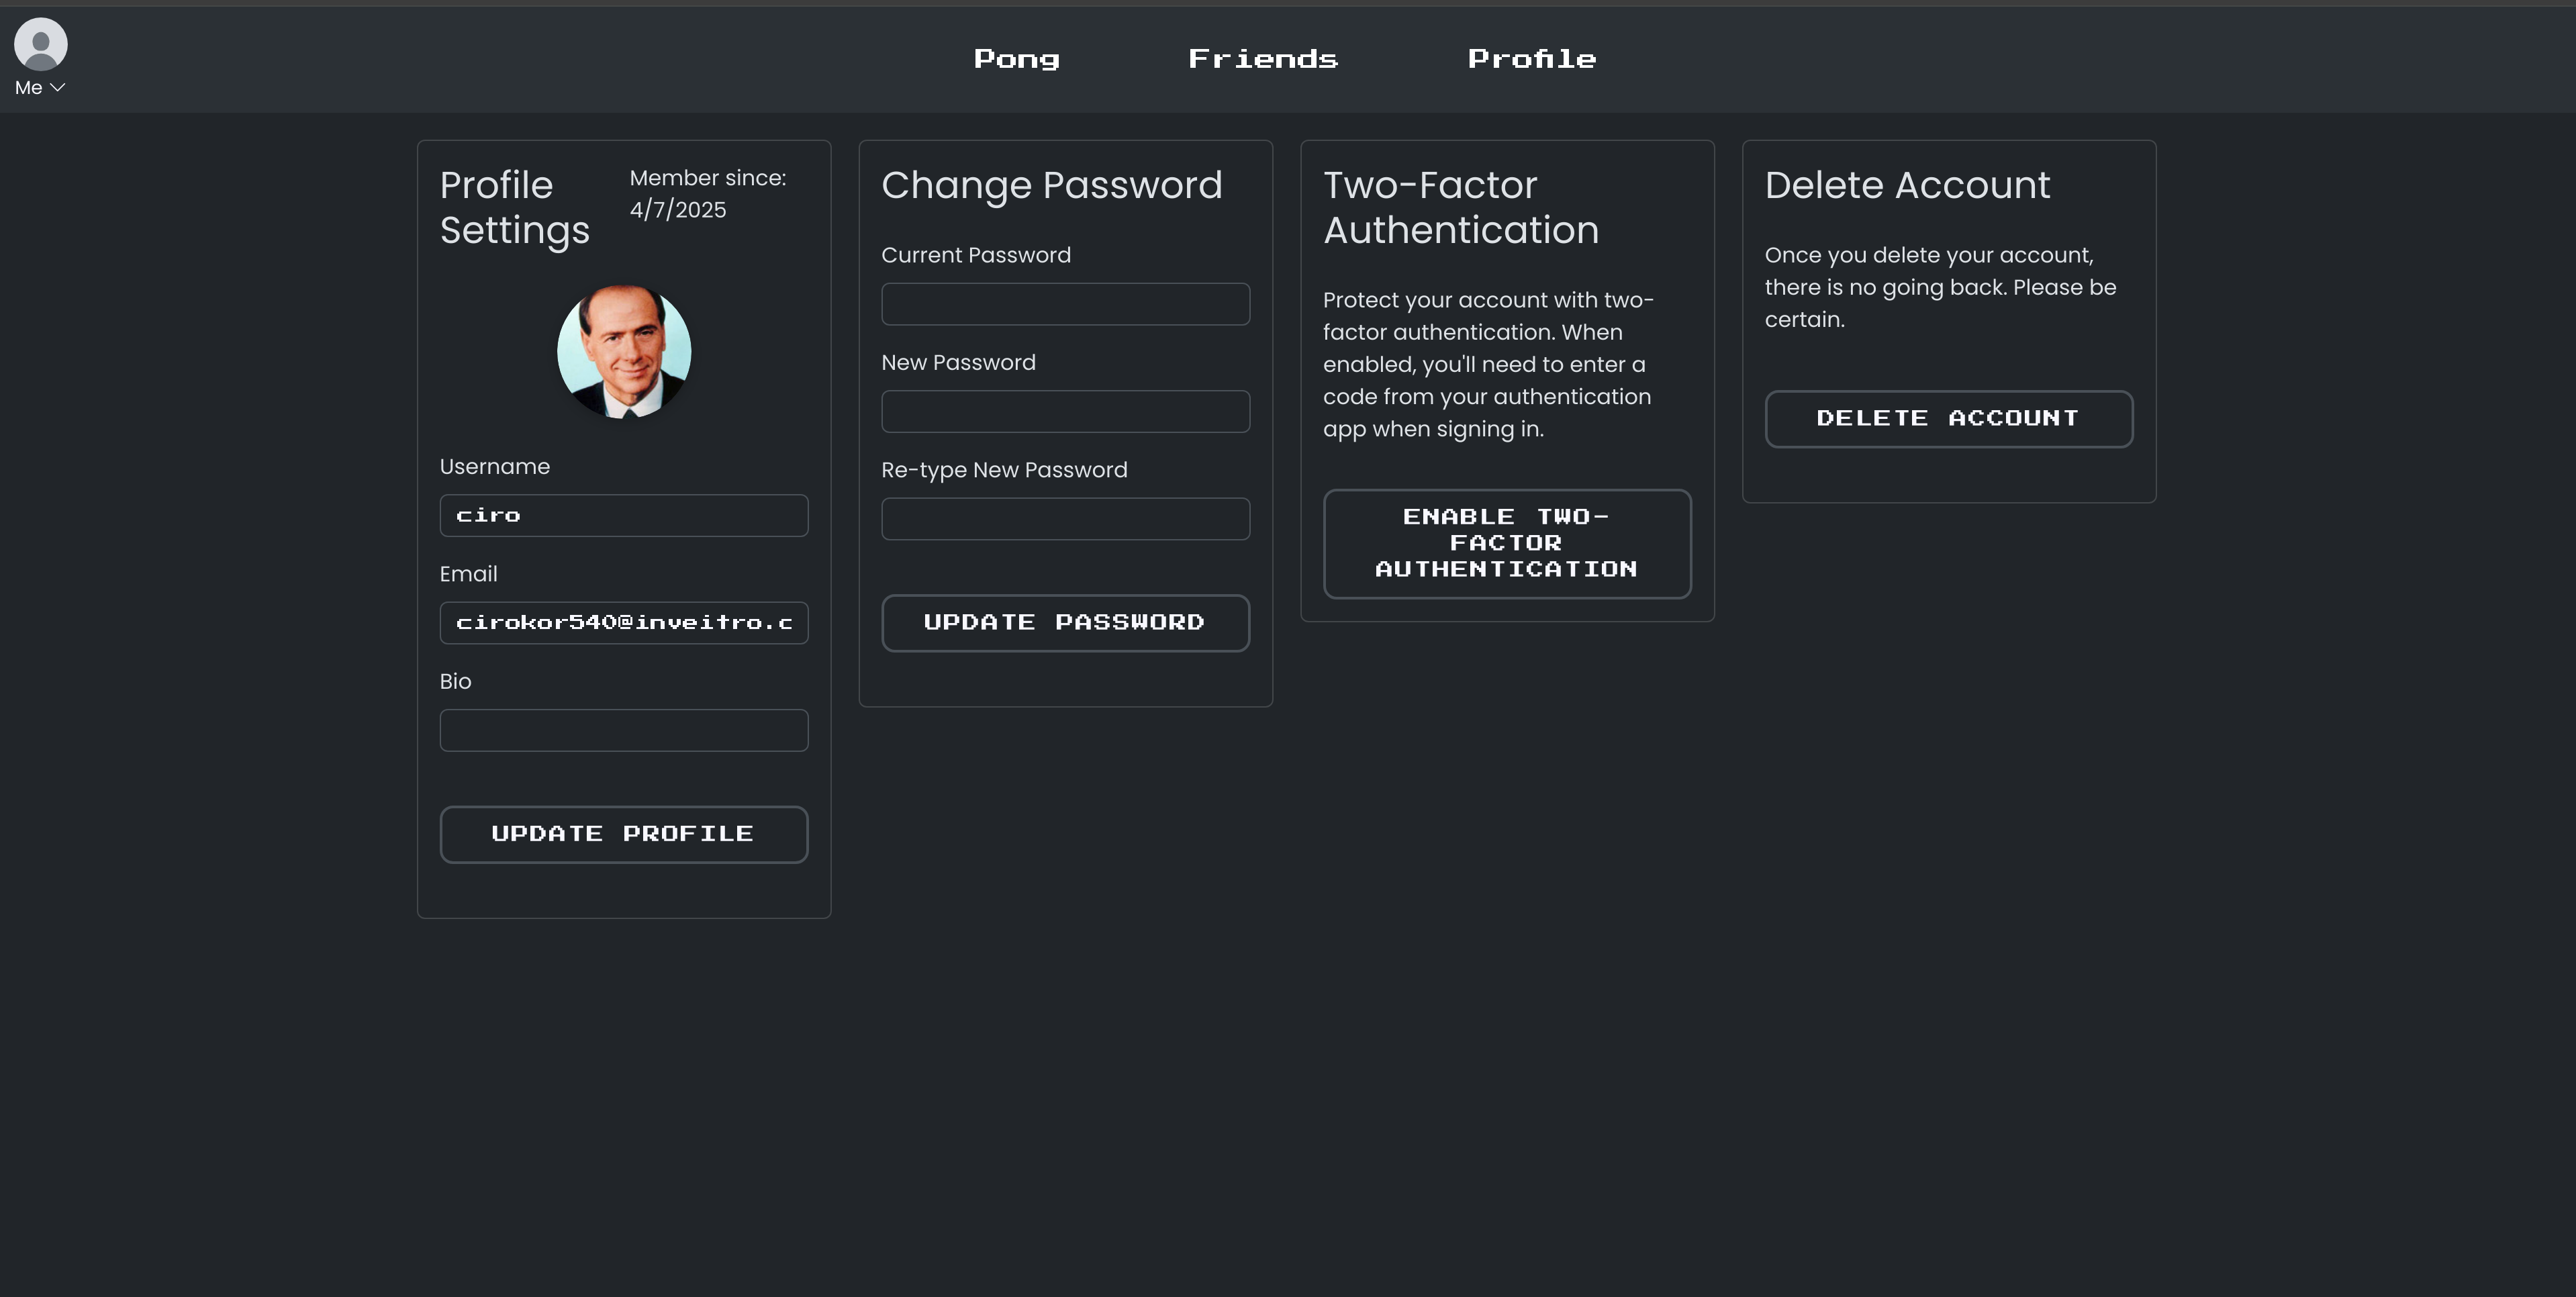 Me
Pong
Friends
Profile
Profile
Settings
Member since:
4/7/2025
Username
ciro
Email
cirokor540@inveitro.c
Bio
UPDATE PROFILE
Change Password
Current Password
New Password
Re-type New Password
UPDATE PASSWORD
Two-Factor
Authentication
Protect your account with two-
factor authentication. When
enabled, you'll need to enter a
code from your authentication
app when signing in.
ENABLE TWO-
FACTOR
AUTHENTICATION
Delete Account
Once you delete your account,
there is no going back. Please be
certain.
DELETE ACCOUNT